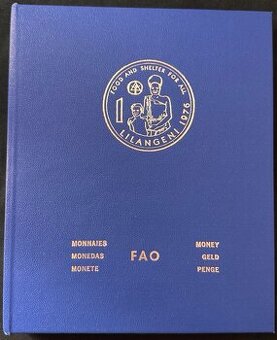 FOOD AND SHELTER FOR ALL
1
LILANGENI 1976
MONNAIES
MONEDAS
MONETE
FAO
MONEY
GELD
PENGE